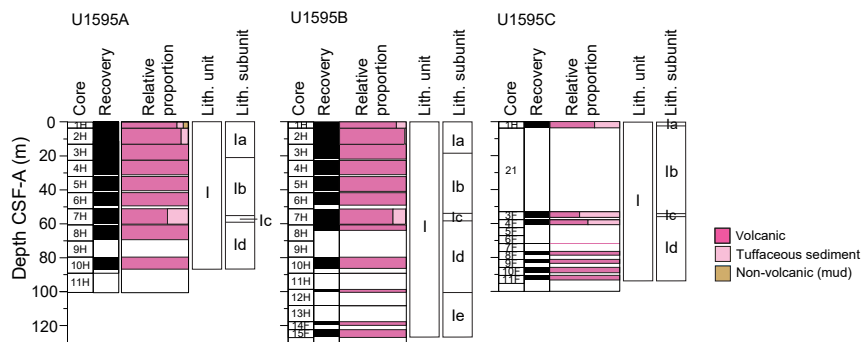 U1595A
Core
Recovery
Relative
proportion
Lith. unit
Lith. subunit
Depth CSF-A (m)
0
20
40
60
80
100
120
1H
2H
3H
4H
5H
6H
7H
8H
9H
10H
11H
I
Ia
Ib
Ic
Id
U1595B
Core
Recovery
Relative
proportion
Lith. unit
Lith. subunit
1H
2H
3H
4H
5H
6H
7H
8H
9H
10H
11H
12H
13H
14F
15F
I
Ia
Ib
Ic
Id
Ie
U1595C
Core
Recovery
Relative
proportion
Lith. unit
Lith. subunit
1H
21
3F
4F
5F
6F
7F
8F
9F
10F
11F
I
Ia
Ib
Ic
Id
Volcanic
Tuffaceous sediment
Non-volcanic (mud)